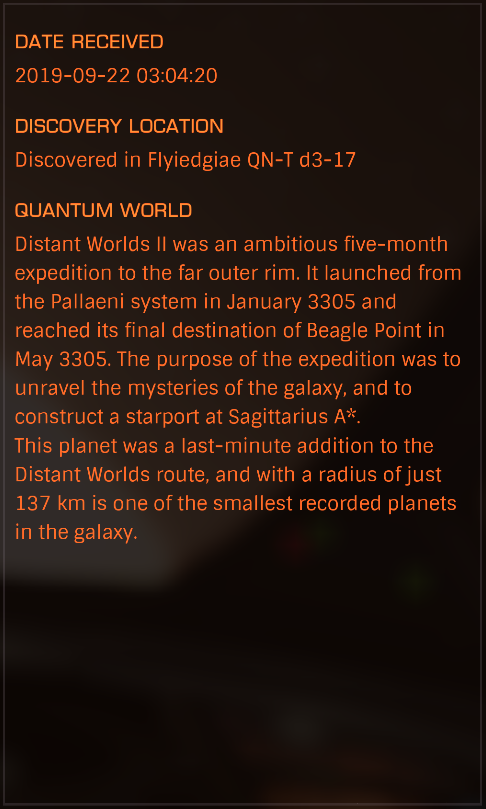 DATE RECEIVED
2019-09-22 03:04:20
DISCOVERY LOCATION
Discovered in Flyiedgiae QN-T d3-17
QUANTUM WORLD
Distant Worlds II was an ambitious five-month
expedition to the far outer rim. It launched from
the Pallaeni system in January 3305 and
reached its final destination of Beagle Point in
May 3305. The purpose of the expedition was to
unravel the mysteries of the galaxy, and to
construct a starport at Sagittarius A*.
This planet was a last-minute addition to the
Distant Worlds route, and with a radius of just
137 km is one of the smallest recorded planets
in the galaxy.